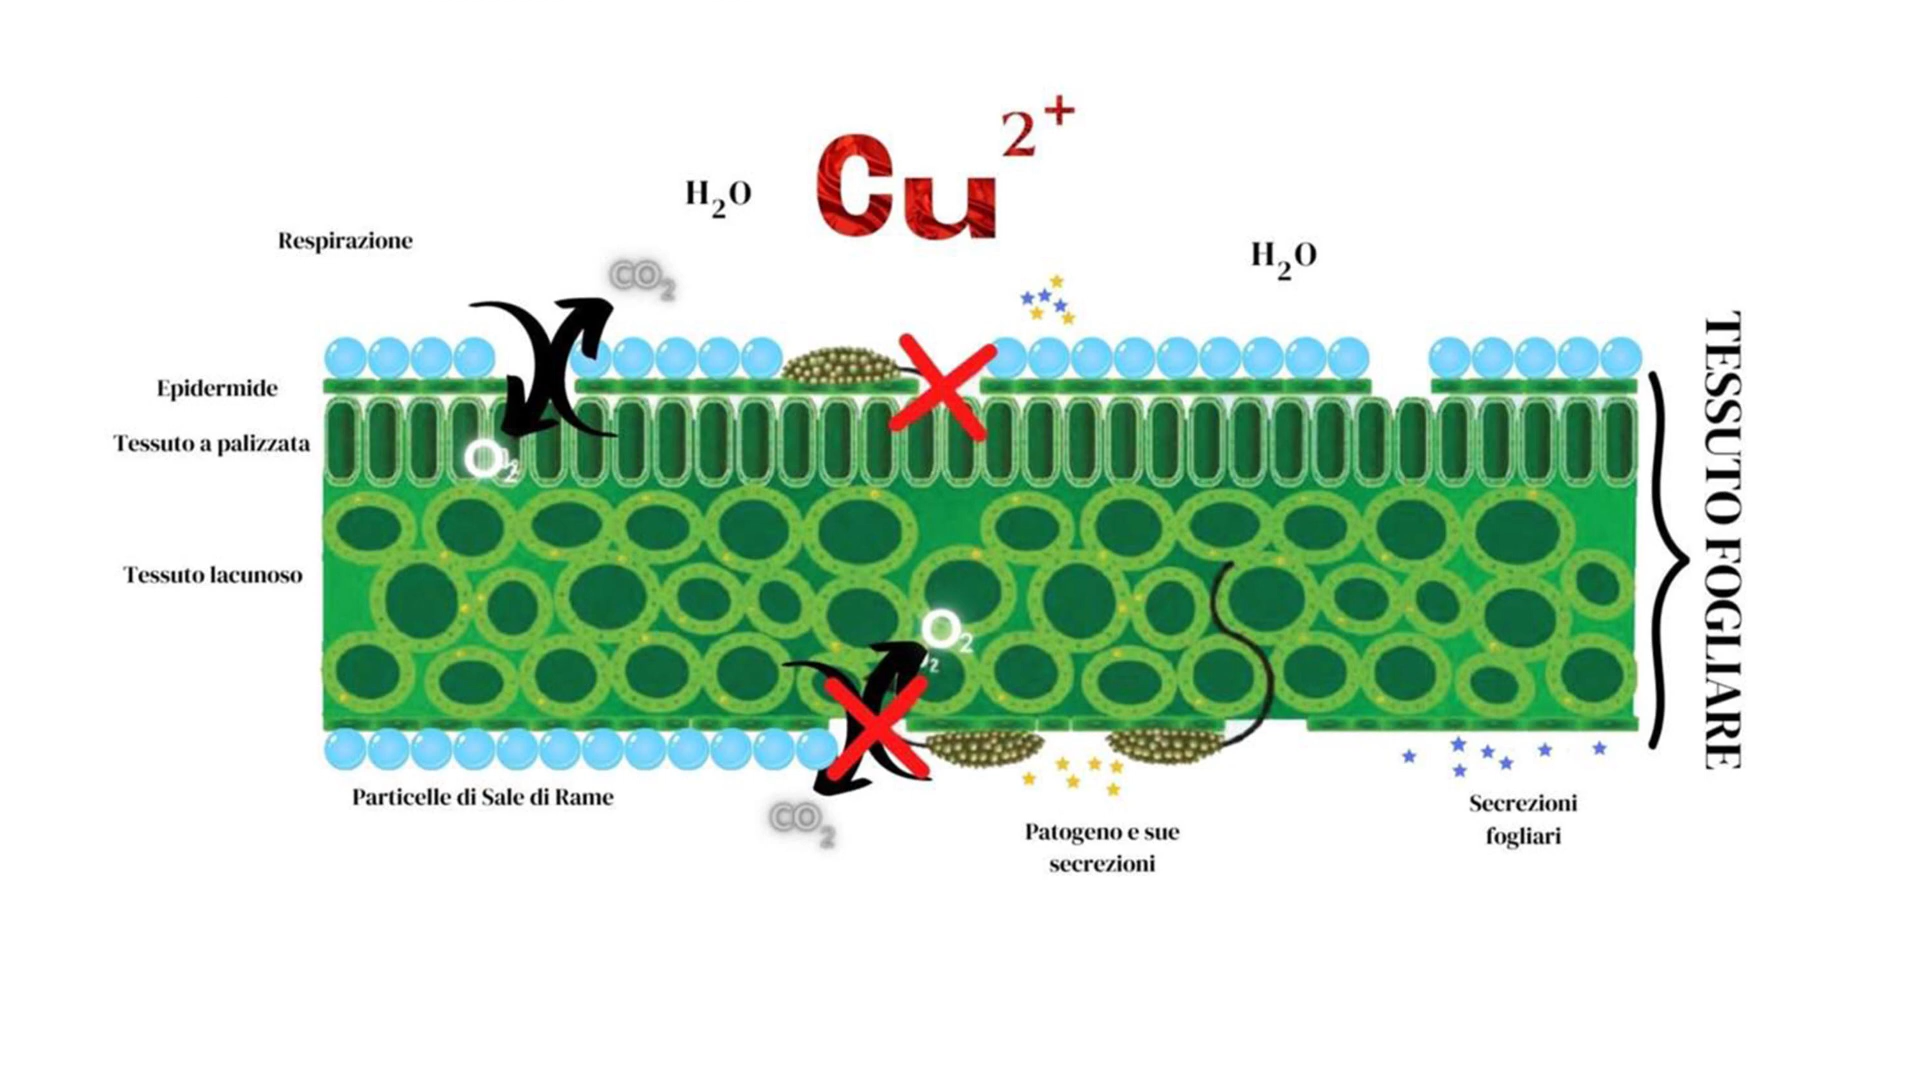 Cu²⁺
H₂O
Respirazione
H₂O
CO₂
Epidermide
Tessuto a palizzata
O₂
Tessuto lacunoso
O₂
₂
TESSUTO FOGLIARE
Particelle di Sale di Rame
CO₂
Patogeno e sue
secrezioni
Secrezioni
fogliari